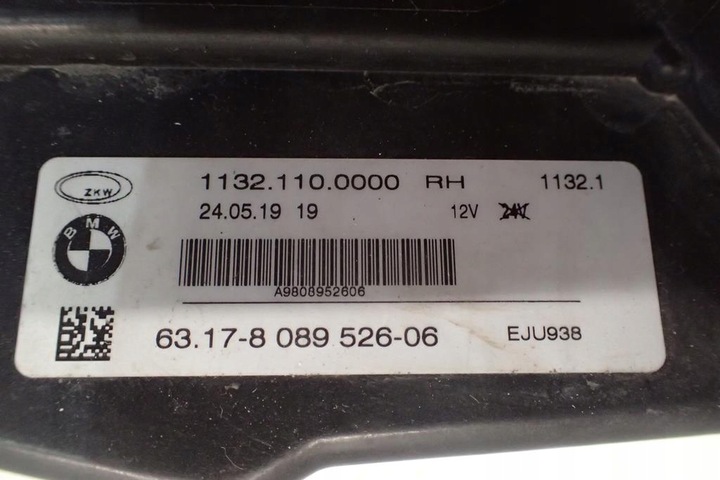 ZKW 1132.110.0000 RH 1132.1
BMW 24.05.19 19 12V 24V
A9808952606
63.17-8 089 526-06 EJU938